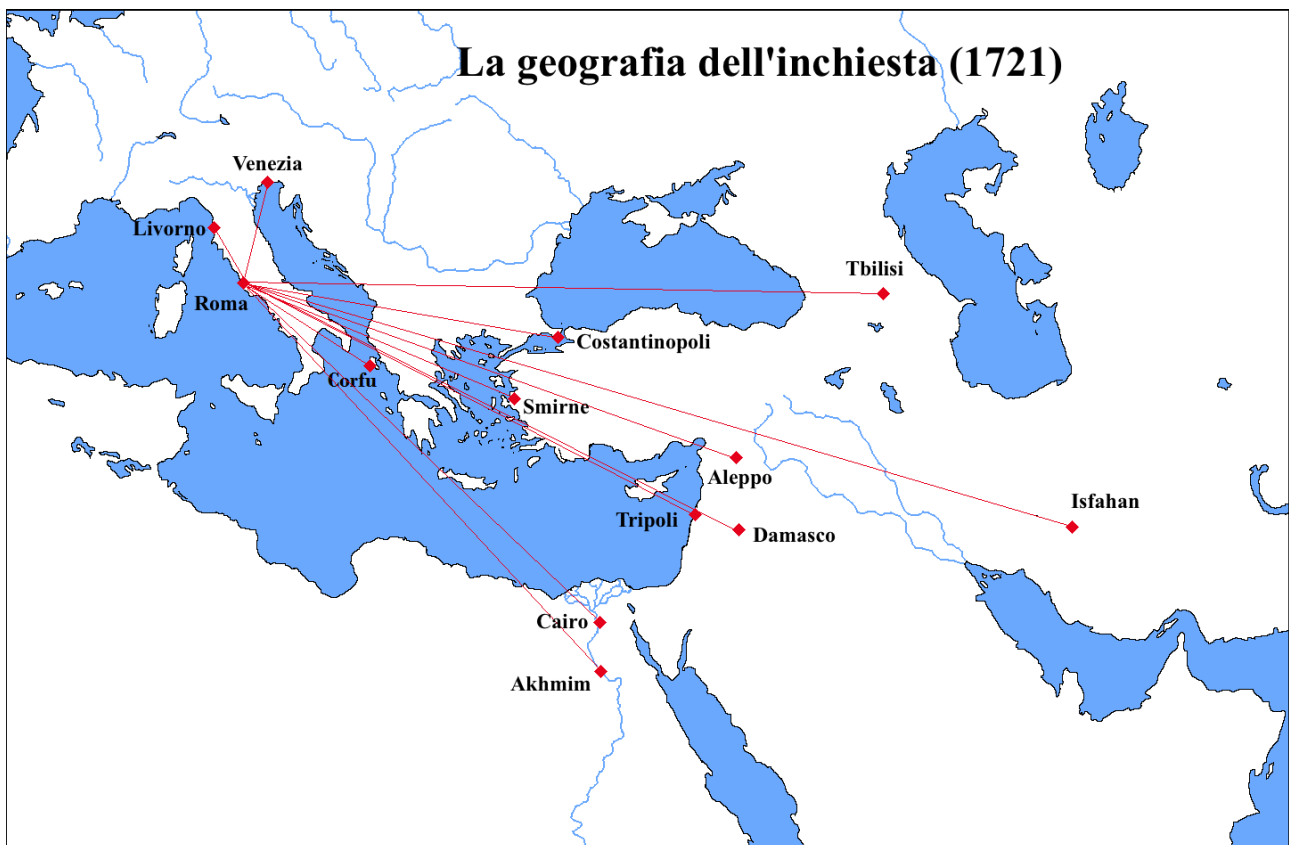 La geografia dell'inchiesta (1721)
Venezia
Livorno
Tbilisi
Roma
Costantinopoli
Corfu
Smirne
Aleppo
Isfahan
Tripoli
Damasco
Cairo
Akhmim